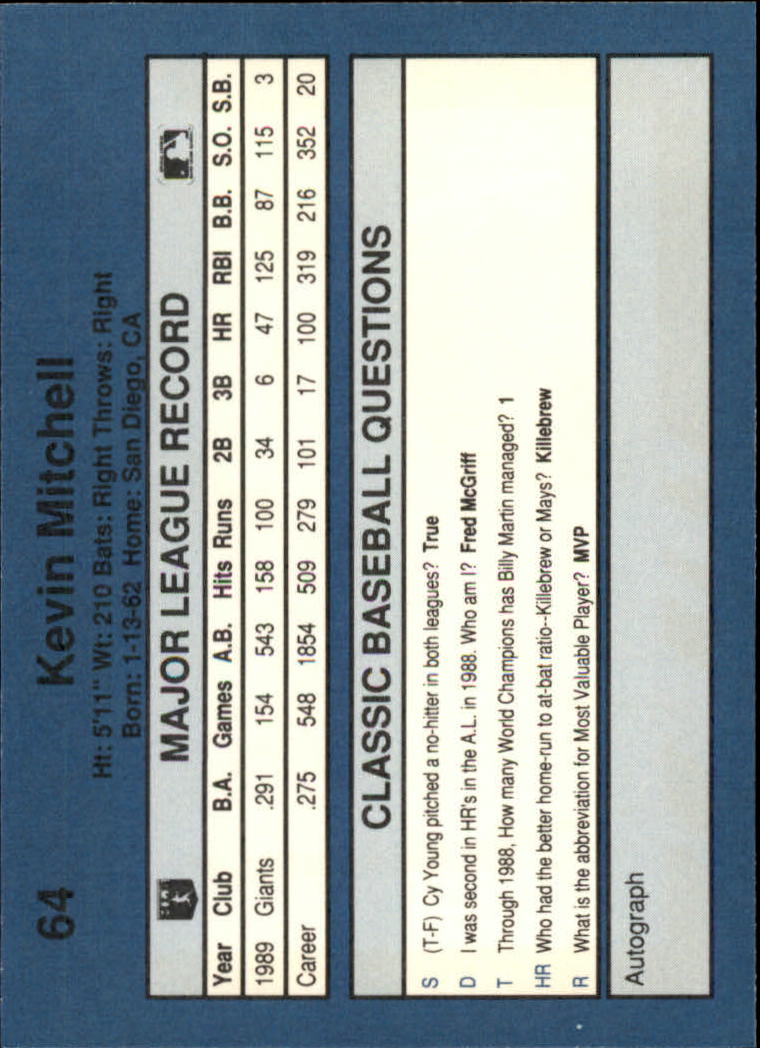 64 Kevin Mitchell
Ht: 5'11" Wt: 210 Bats: Right Throws: Right
Born: 1-13-62 Home: San Diego, CA
MAJOR LEAGUE RECORD
Year Club B.A. Games A.B. Hits Runs 2B 3B HR RBI B.B. S.O. S.B.
1989 Giants .291 154 543 158 100 34 6 47 125 87 115 3
Career .275 548 1854 509 279 101 17 100 319 216 352 20
CLASSIC BASEBALL QUESTIONS
S (T-F) Cy Young pitched a no-hitter in both leagues? True
D I was second in HR's in the A.L. in 1988. Who am I? Fred McGriff
T Through 1988, How many World Champions has Billy Martin managed? 1
HR Who had the better home-run to at-bat ratio--Killebrew or Mays? Killebrew
R What is the abbreviation for Most Valuable Player? MVP
Autograph